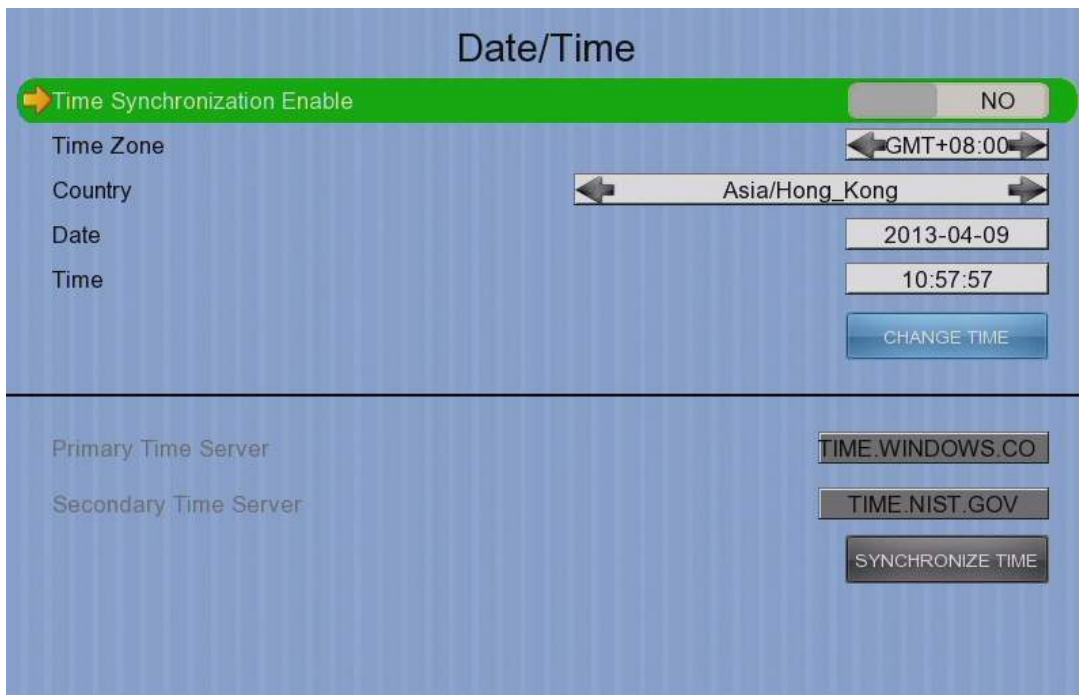 Date/Time
Time Synchronization Enable NO
Time Zone GMT+08:00
Country Asia/Hong_Kong
Date 2013-04-09
Time 10:57:57
CHANGE TIME
Primary Time Server TIME.WINDOWS.CO
Secondary Time Server TIME.NIST.GOV
SYNCHRONIZE TIME